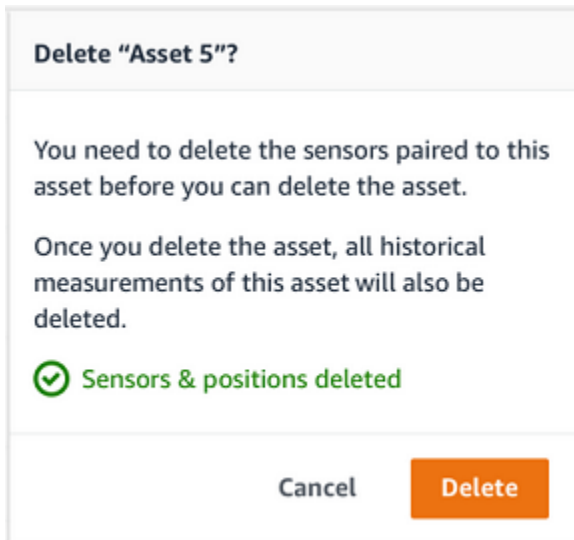 Delete “Asset 5”?
You need to delete the sensors paired to this
asset before you can delete the asset.
Once you delete the asset, all historical
measurements of this asset will also be
deleted.
Sensors & positions deleted
Cancel
Delete